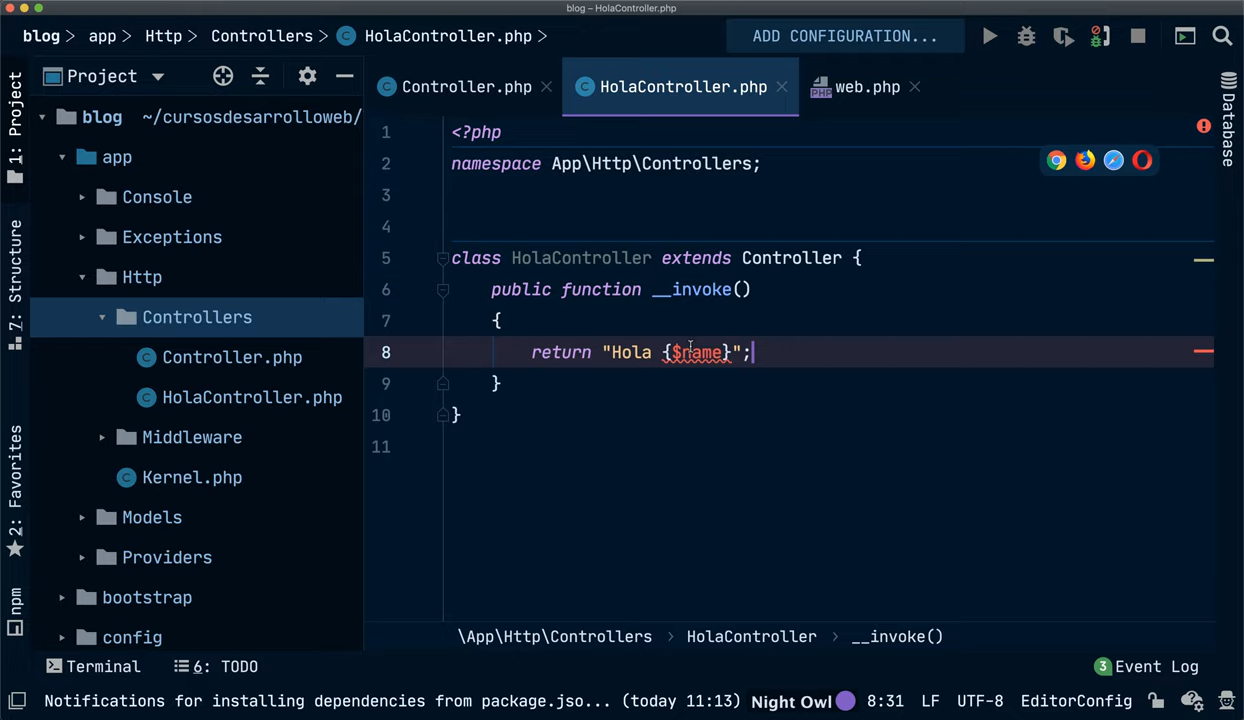 blog – HolaController.php
blog > app > Http > Controllers > HolaController.php >
ADD CONFIGURATION...
1: Project
7: Structure
2: Favorites
npm
Project
blog ~/cursosdesarrolloweb/
app
Console
Exceptions
Http
Controllers
Controller.php
HolaController.php
Middleware
Kernel.php
Models
Providers
bootstrap
config
Controller.php HolaController.php PHP web.php
1 <?php
2 namespace App\Http\Controllers;
3
4
5 class HolaController extends Controller {
6 public function __invoke()
7 {
8 return "Hola {$name}";
9 }
10 }
11
Database
\App\Http\Controllers > HolaController > __invoke()
Terminal 6: TODO 3 Event Log
Notifications for installing dependencies from package.jso... (today 11:13) Night Owl 8:31 LF UTF-8 EditorConfig